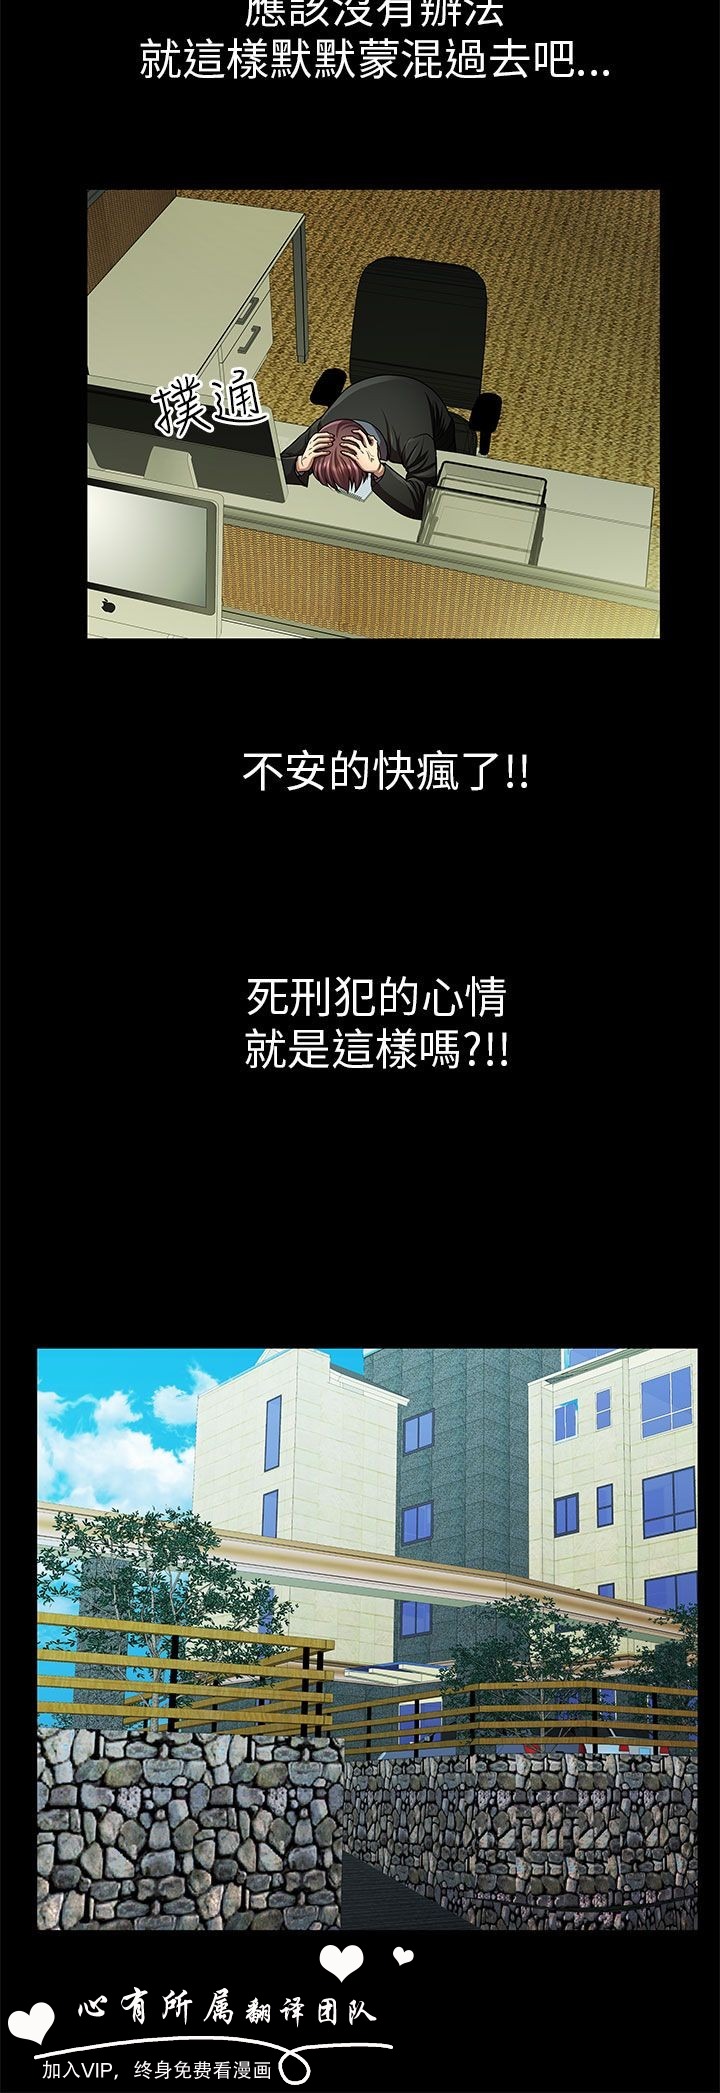 應該沒有辦法
就這樣默默蒙混過去吧...
撲通
不安的快瘋了!!
死刑犯的心情
就是這樣嗎?!!
心有所属翻译团队
加入VIP，终身免费看漫画